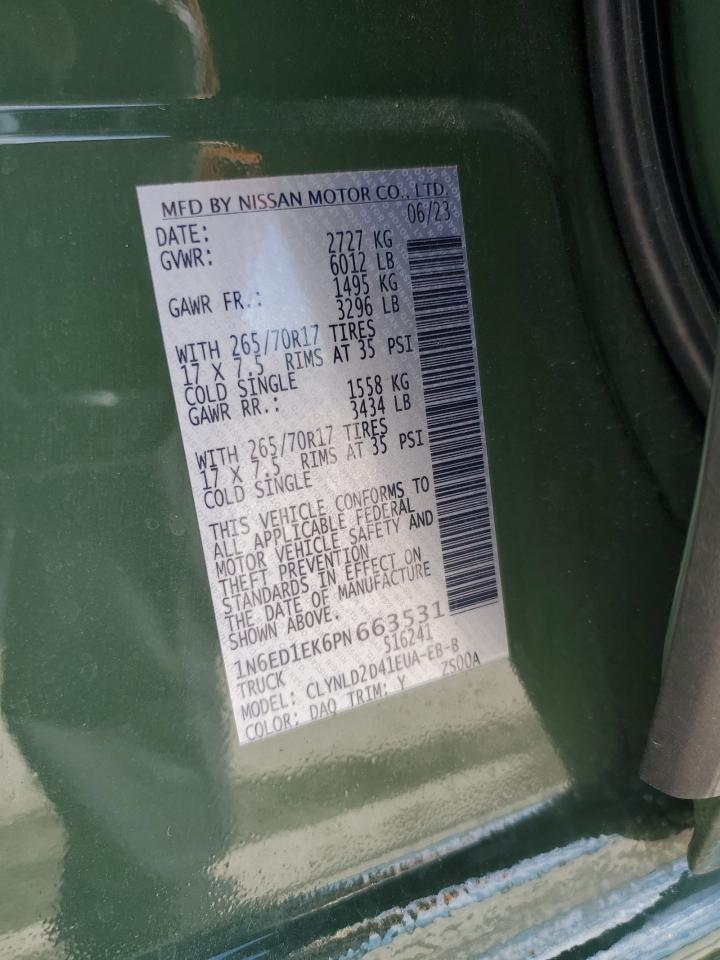 MFD BY NISSAN MOTOR CO., LTD.
DATE: 06/23
GVWR: 2727 KG
6012 LB
GAWR FR.: 1495 KG
3296 LB
WITH 265/70R17 TIRES
17 X 7.5 RIMS AT 35 PSI
COLD SINGLE
GAWR RR.: 1558 KG
3434 LB
WITH 265/70R17 TIRES
17 X 7.5 RIMS AT 35 PSI
COLD SINGLE
THIS VEHICLE CONFORMS TO
ALL APPLICABLE FEDERAL
MOTOR VEHICLE SAFETY AND
THEFT PREVENTION
STANDARDS IN EFFECT ON
THE DATE OF MANUFACTURE
SHOWN ABOVE.
1N6ED1EK6PN663531
TRUCK 516241
MODEL: CLYNLD2D41EUA-EB-B
COLOR: DAQ TRIM: Y ZS00A